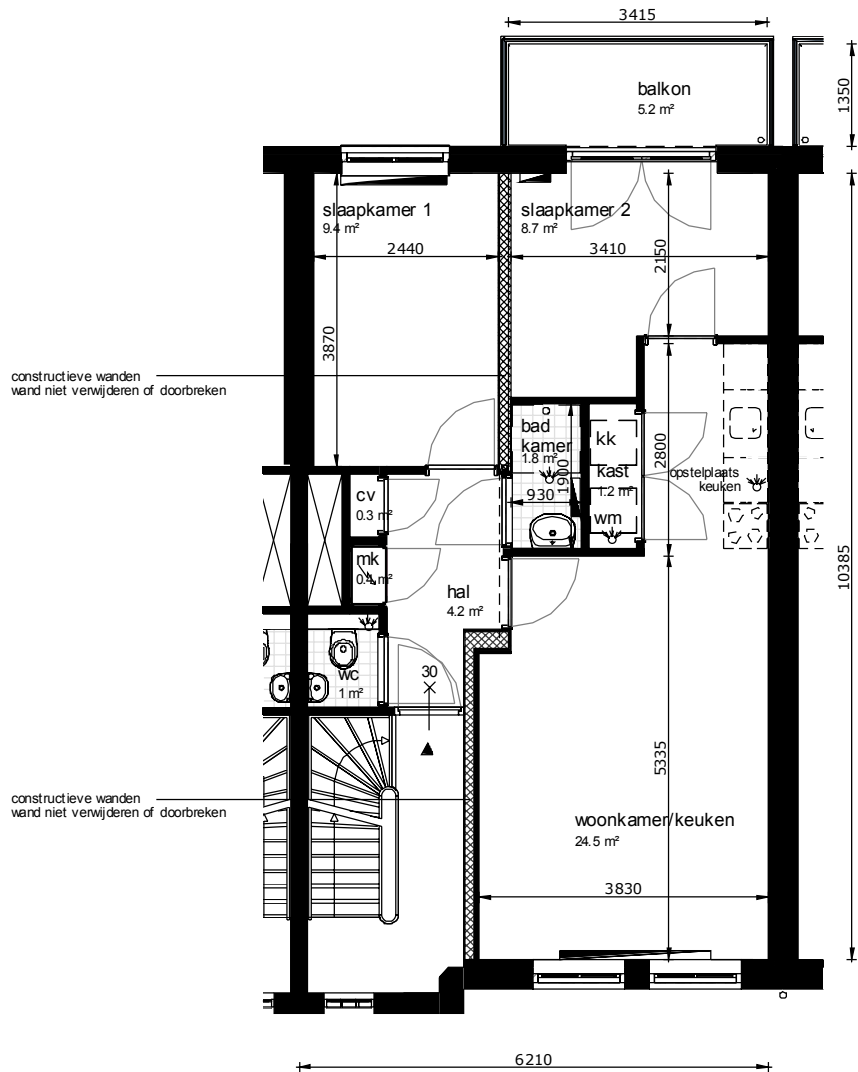 3415
balkon
5.2 m²
1350
slaapkamer 1
9.4 m²
slaapkamer 2
8.7 m²
2440
3410
2150
3870
constructieve wanden
wand niet verwijderen of doorbreken
bad
kamer
1.8 m²
1900
930
kk
kast
1.2 m²
wm
2800
opstelplaats
keuken
cv
0.3 m²
mk
0.4 m²
hal
4.2 m²
10385
wc
1 m²
30
5335
constructieve wanden
wand niet verwijderen of doorbreken
woonkamer/keuken
24.5 m²
3830
6210